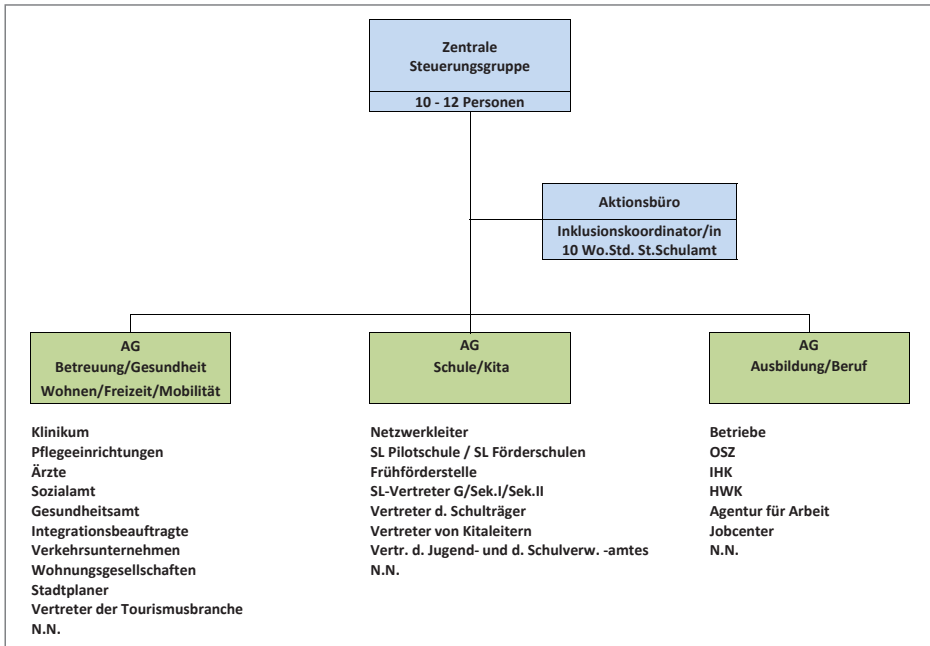 Zentrale
Steuerungsgruppe
10 - 12 Personen
Aktionsbüro
Inklusionskoordinator/in
10 Wo.Std. St.Schulamt
AG
Betreuung/Gesundheit
Wohnen/Freizeit/Mobilität
Klinikum
Pflegeeinrichtungen
Ärzte
Sozialamt
Gesundheitsamt
Integrationsbeauftragte
Verkehrsunternehmen
Wohnungsgesellschaften
Stadtplaner
Vertreter der Tourismusbranche
N.N.
AG
Schule/Kita
Netzwerkleiter
SL Pilotschule / SL Förderschulen
Frühförderstelle
SL-Vertreter G/Sek.I/Sek.II
Vertreter d. Schulträger
Vertreter von Kitaleitern
Vertr. d. Jugend- und d. Schulverw. -amtes
N.N.
AG
Ausbildung/Beruf
Betriebe
OSZ
IHK
HWK
Agentur für Arbeit
Jobcenter
N.N.